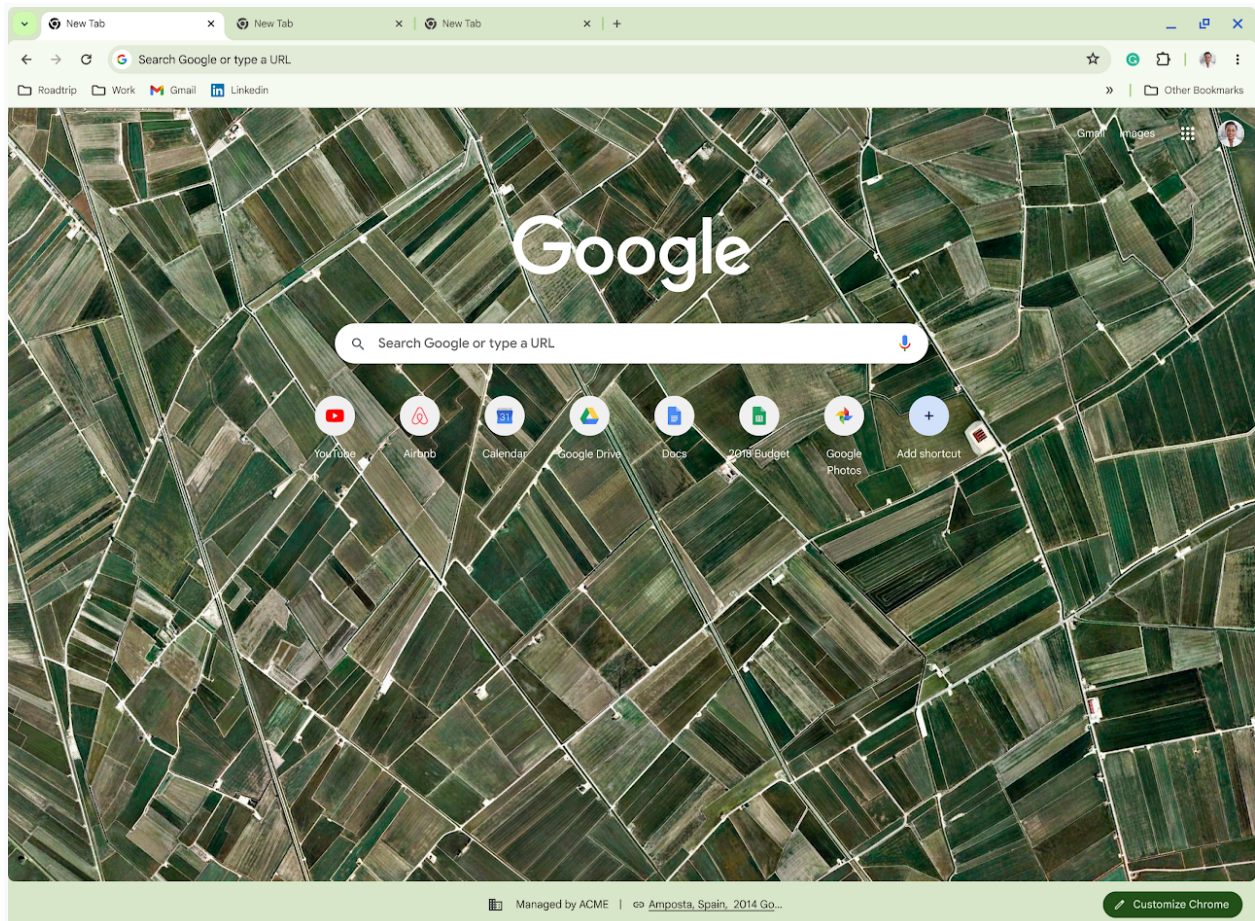 New Tab
New Tab
New Tab
Search Google or type a URL
Roadtrip
Work
Gmail
Linkedin
Other Bookmarks
Gmail
Images
Google
Search Google or type a URL
31
YouTube
Airbnb
Calendar
Google Drive
Docs
2018 Budget
Google
Photos
Add shortcut
Managed by ACME | Amposta, Spain, 2014 Go...
Customize Chrome